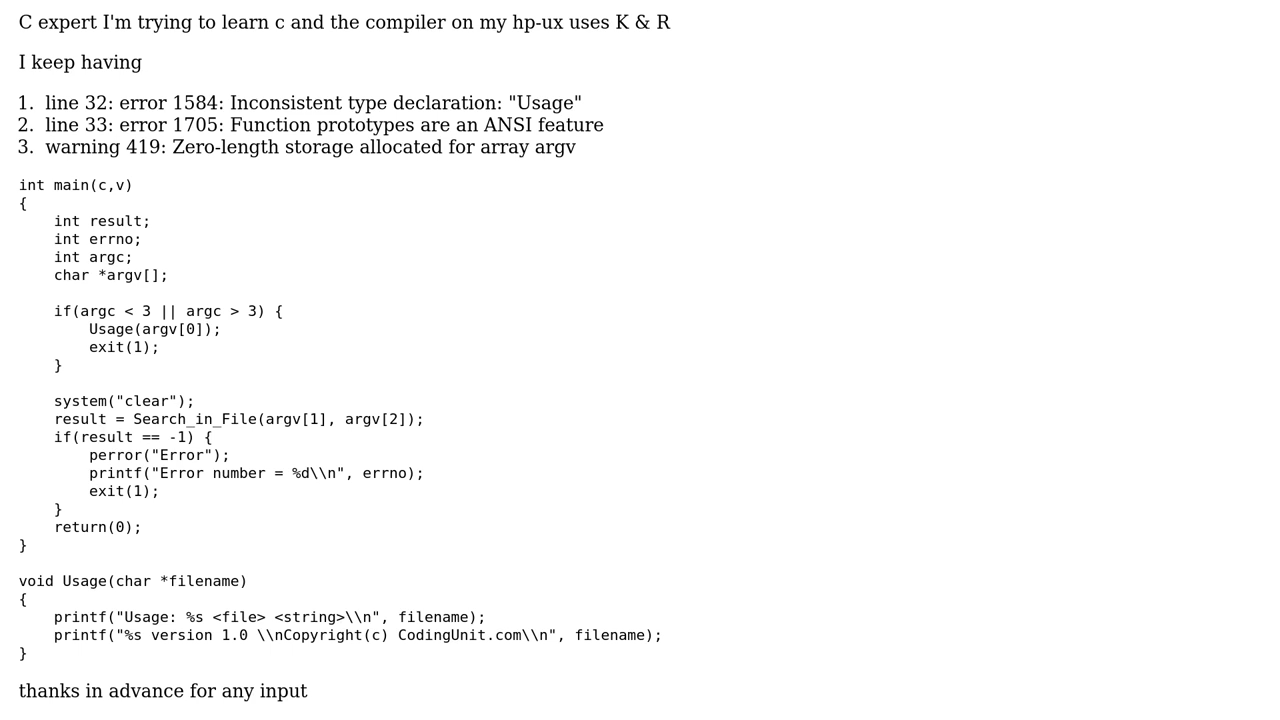 C expert I'm trying to learn c and the compiler on my hp-ux uses K & R
I keep having
1. line 32: error 1584: Inconsistent type declaration: "Usage"
2. line 33: error 1705: Function prototypes are an ANSI feature
3. warning 419: Zero-length storage allocated for array argv
int main(c,v)
{
    int result;
    int errno;
    int argc;
    char *argv[];
    if(argc < 3 || argc > 3) {
        Usage(argv[0]);
        exit(1);
    }
    system("clear");
    result = Search_in_File(argv[1], argv[2]);
    if(result == -1) {
        perror("Error");
        printf("Error number = %d\\n", errno);
        exit(1);
    }
    return(0);
}
void Usage(char *filename)
{
    printf("Usage: %s <file> <string>\\n", filename);
    printf("%s version 1.0 \\nCopyright(c) CodingUnit.com\\n", filename);
}
thanks in advance for any input